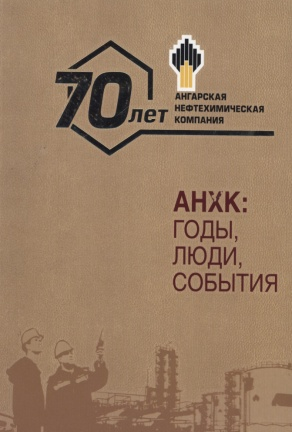 70 лет
АНГАРСКАЯ
НЕФТЕХИМИЧЕСКАЯ
КОМПАНИЯ
АНХК:
ГОДЫ,
ЛЮДИ,
СОБЫТИЯ